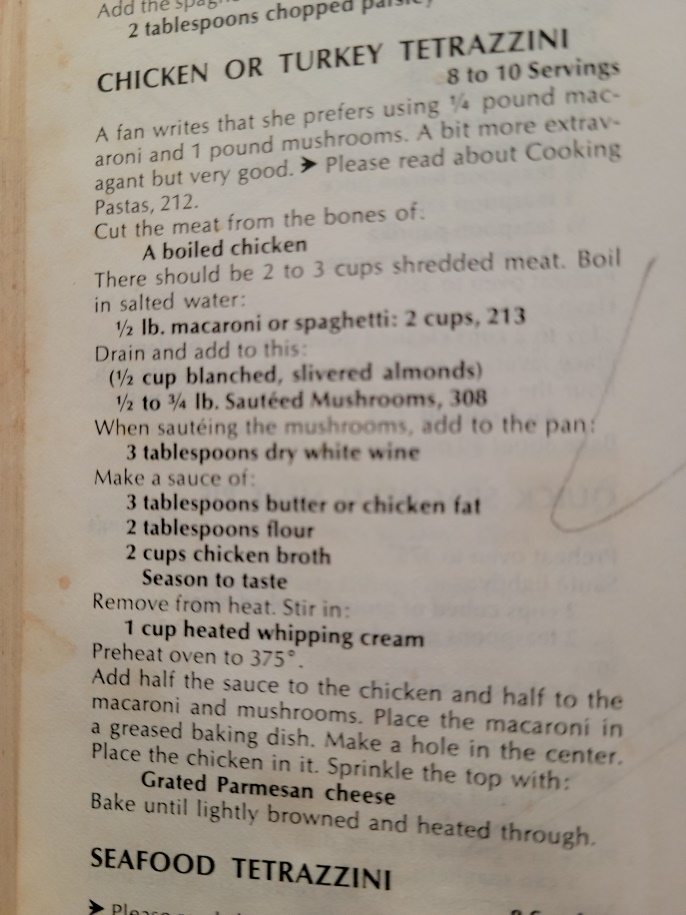 Add the
2 tablespoons chopped parsley
CHICKEN OR TURKEY TETRAZZINI
8 to 10 Servings
A fan writes that she prefers using ¼ pound mac-
aroni and 1 pound mushrooms. A bit more extrav-
agant but very good. ➤ Please read about Cooking
Pastas, 212.
Cut the meat from the bones of:
A boiled chicken
There should be 2 to 3 cups shredded meat. Boil
in salted water:
½ lb. macaroni or spaghetti: 2 cups, 213
Drain and add to this:
(½ cup blanched, slivered almonds)
½ to ¾ lb. Sautéed Mushrooms, 308
When sautéing the mushrooms, add to the pan:
3 tablespoons dry white wine
Make a sauce of:
3 tablespoons butter or chicken fat
2 tablespoons flour
2 cups chicken broth
Season to taste
Remove from heat. Stir in:
1 cup heated whipping cream
Preheat oven to 375°.
Add half the sauce to the chicken and half to the
macaroni and mushrooms. Place the macaroni in
a greased baking dish. Make a hole in the center.
Place the chicken in it. Sprinkle the top with:
Grated Parmesan cheese
Bake until lightly browned and heated through.
SEAFOOD TETRAZZINI
➤